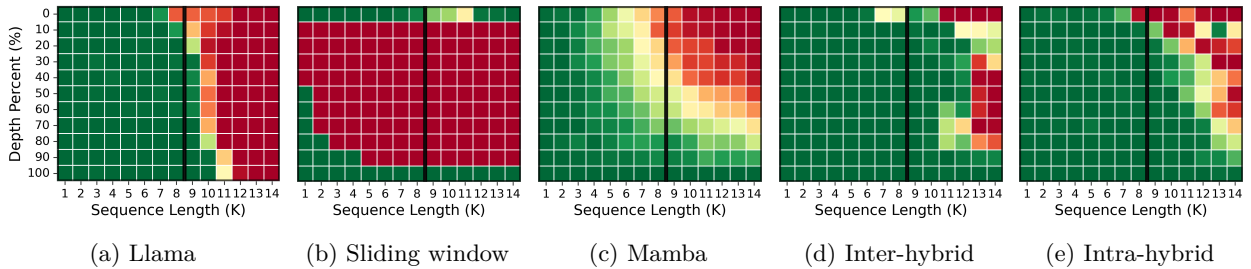 Depth Percent (%)
0
10
20
30
40
50
60
70
80
90
100
1 2 3 4 5 6 7 8 9 10 11 12 13 14
Sequence Length (K)
(a) Llama
1 2 3 4 5 6 7 8 9 10 11 12 13 14
Sequence Length (K)
(b) Sliding window
1 2 3 4 5 6 7 8 9 10 11 12 13 14
Sequence Length (K)
(c) Mamba
1 2 3 4 5 6 7 8 9 10 11 12 13 14
Sequence Length (K)
(d) Inter-hybrid
1 2 3 4 5 6 7 8 9 10 11 12 13 14
Sequence Length (K)
(e) Intra-hybrid